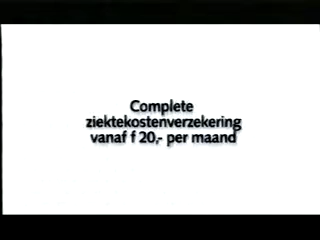 Complete
ziektekostenverzekering
vanaf f 20,- per maand